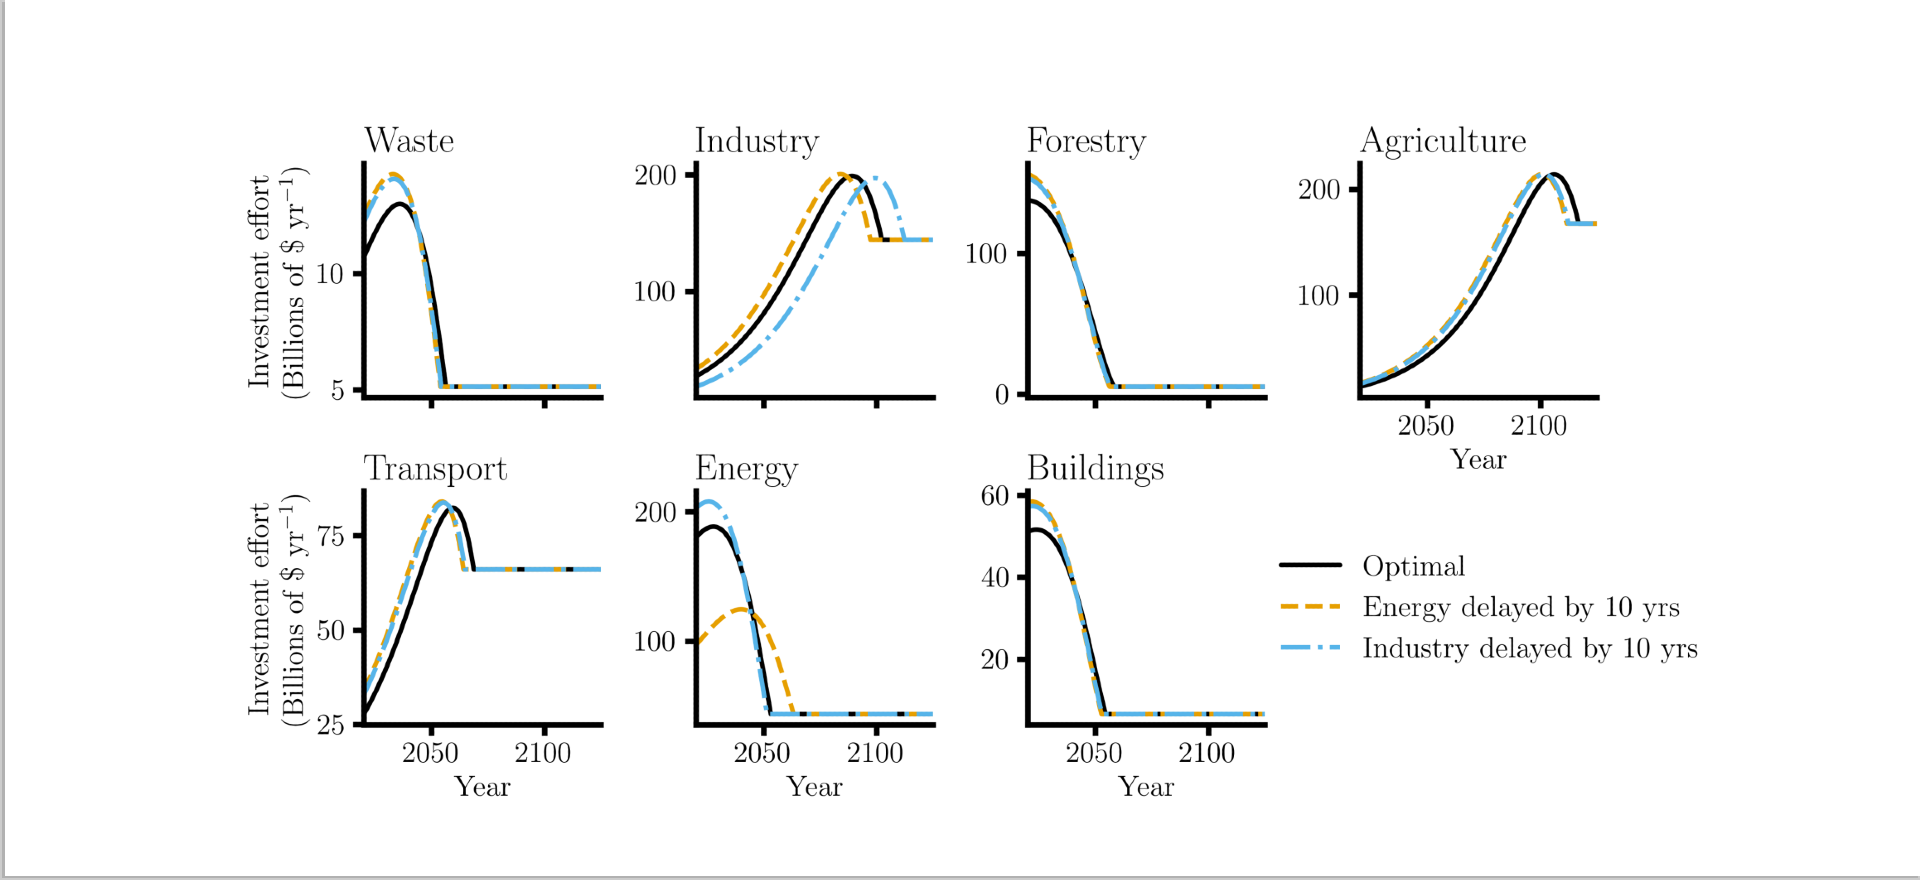 Waste
Industry
Forestry
Agriculture
Investment effort
(Billions of $ yr⁻¹)
10
5
200
100
100
0
200
100
2050 2100
Year
Transport
Energy
Buildings
Investment effort
(Billions of $ yr⁻¹)
75
50
25
2050 2100
Year
200
100
2050 2100
Year
60
40
20
2050 2100
Year
Optimal
Energy delayed by 10 yrs
Industry delayed by 10 yrs